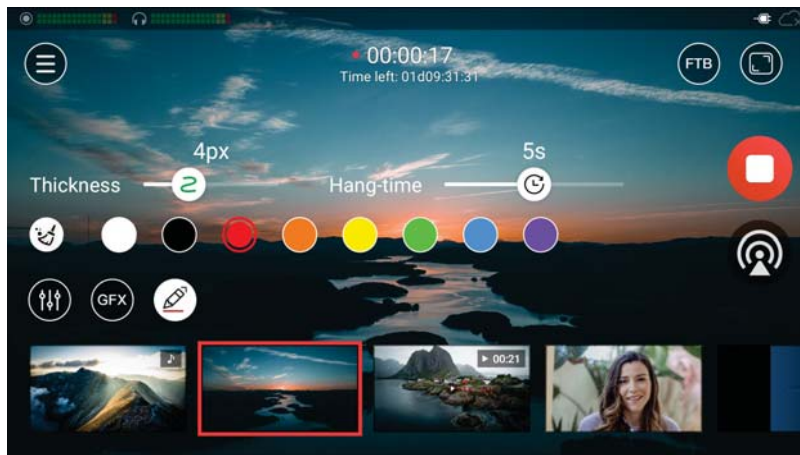 00:00:17
FTB
Time left: 01d09:31:31
4px
5s
Thickness
Hang-time
GFX
00:21